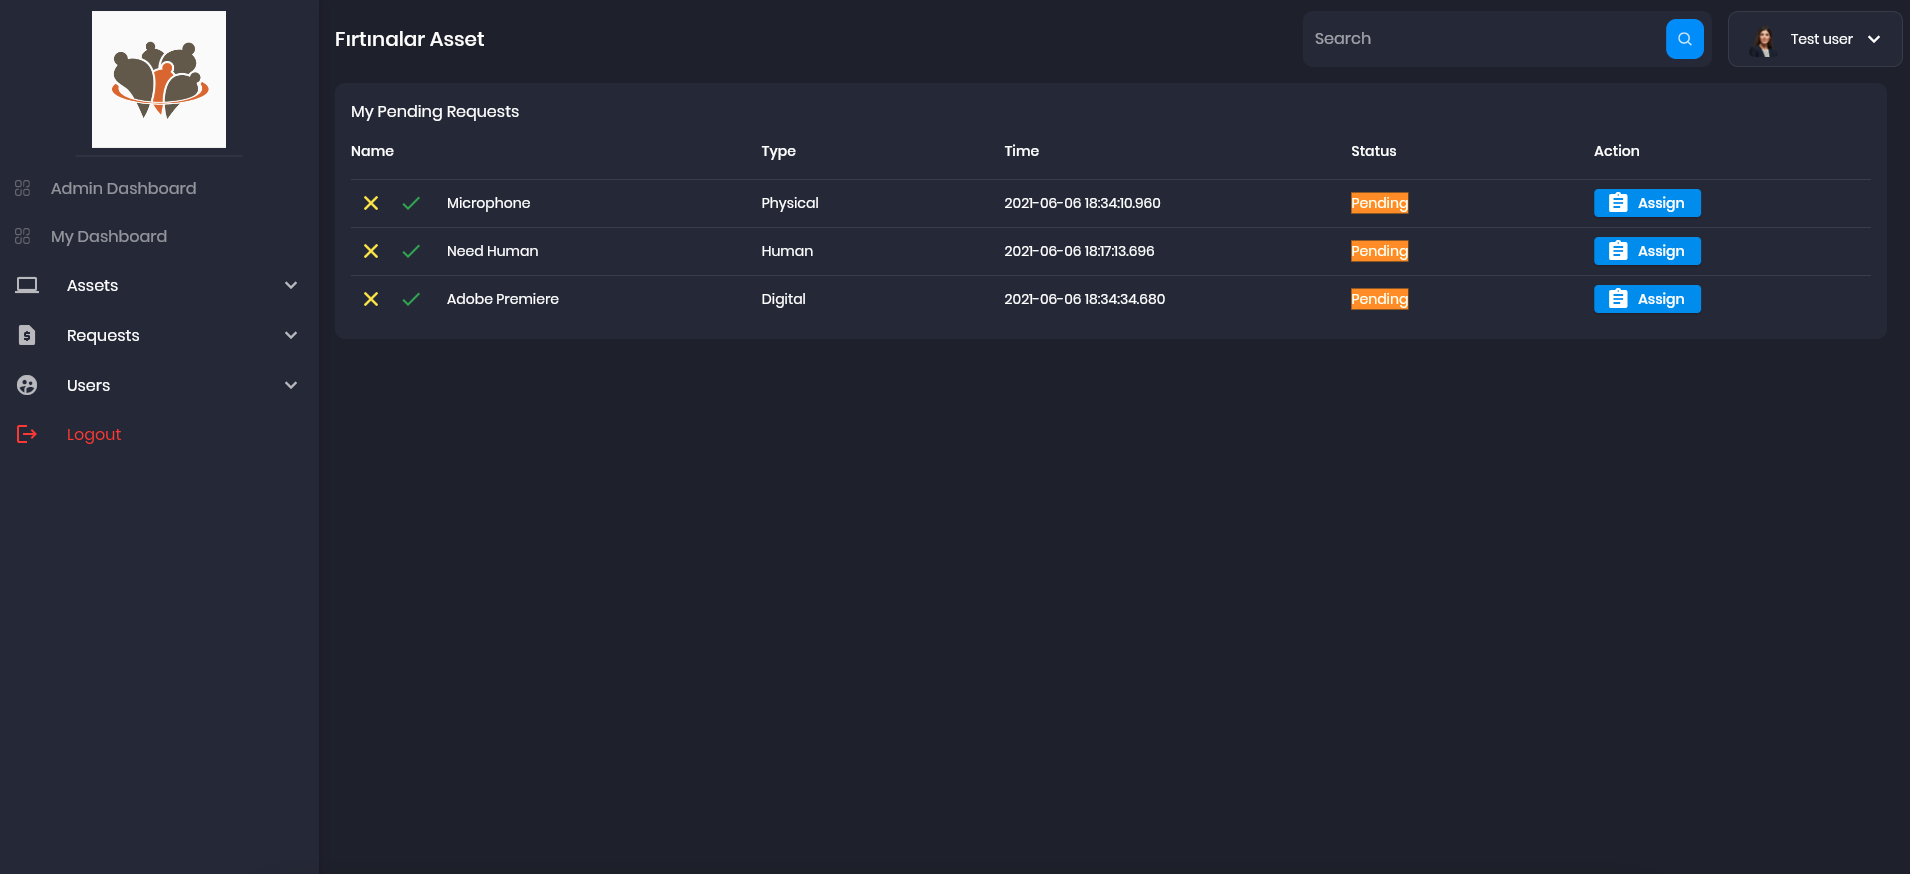 Fırtınalar Asset
Search
Test user
Admin Dashboard
My Dashboard
Assets
Requests
Users
Logout
My Pending Requests
Name Type Time Status Action
Microphone Physical 2021-06-06 18:34:10.960 Pending Assign
Need Human Human 2021-06-06 18:17:13.696 Pending Assign
Adobe Premiere Digital 2021-06-06 18:34:34.680 Pending Assign